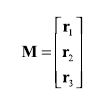 M = [ r₁
r₂
r₃ ]